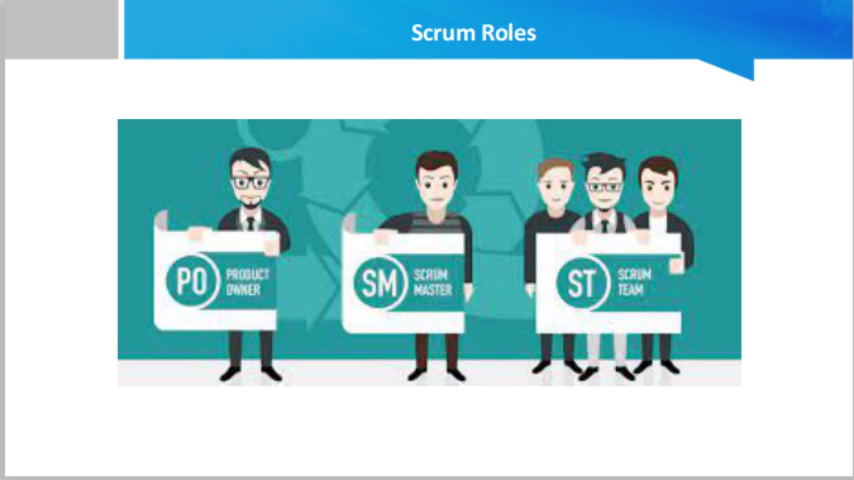 Scrum Roles
PO
PRODUCT
OWNER
SM
SCRUM
MASTER
ST
SCRUM
TEAM